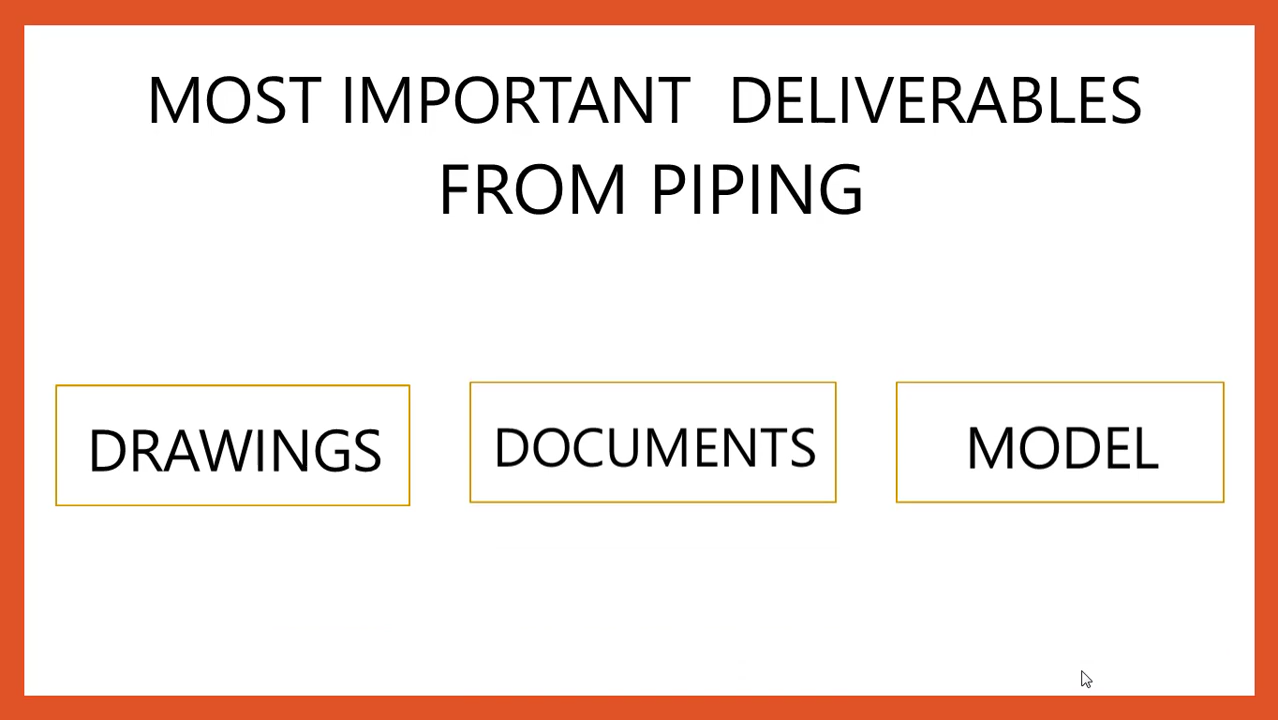 MOST IMPORTANT  DELIVERABLES
FROM PIPING
DRAWINGS
DOCUMENTS
MODEL